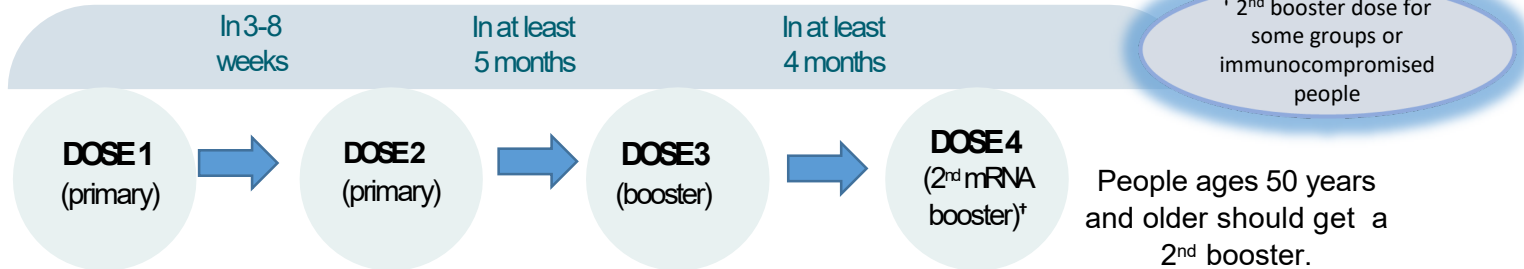 In 3-8
weeks
In at least
5 months
In at least
4 months
† 2nd booster dose for
some groups or
immunocompromised
people
DOSE 1
(primary)
DOSE 2
(primary)
DOSE 3
(booster)
DOSE 4
(2nd mRNA
booster)†
People ages 50 years
and older should get a
2nd booster.